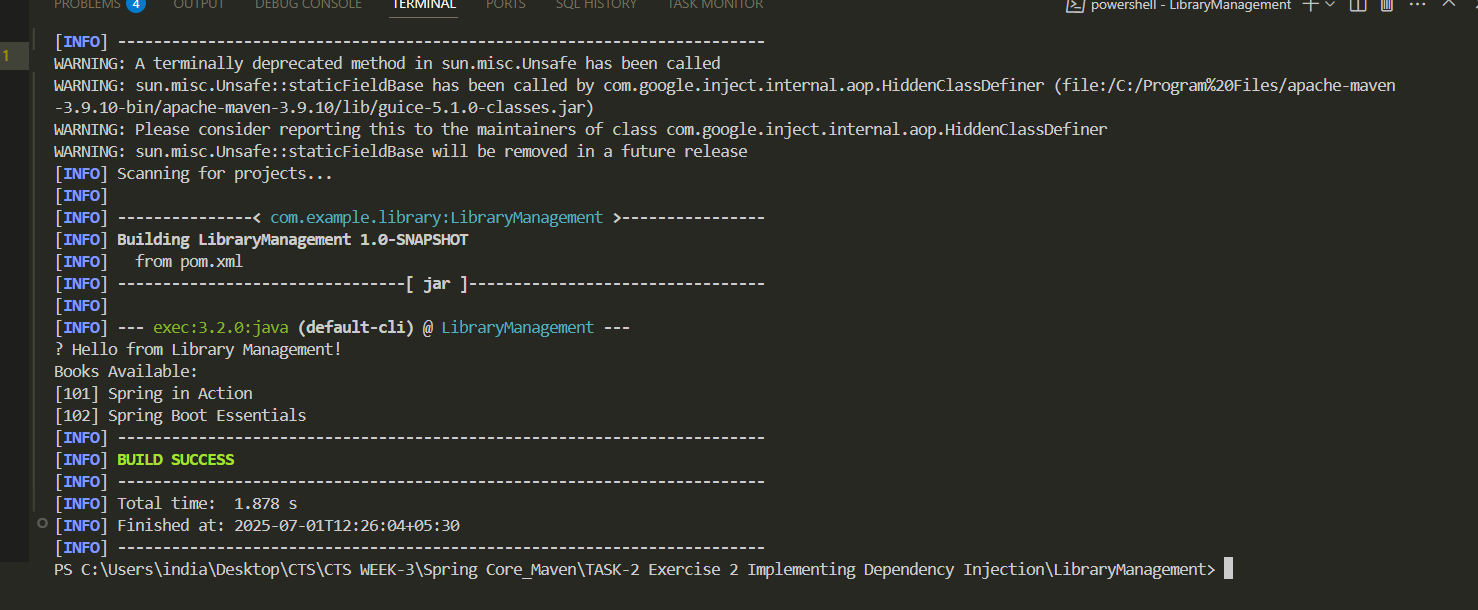 PROBLEMS 4 OUTPUT DEBUG CONSOLE TERMINAL PORTS SQL HISTORY TASK MONITOR powershell - LibraryManagement
[INFO] ------------------------------------------------------------------------
1
WARNING: A terminally deprecated method in sun.misc.Unsafe has been called
WARNING: sun.misc.Unsafe::staticFieldBase has been called by com.google.inject.internal.aop.HiddenClassDefiner (file:/C:/Program%20Files/apache-maven
-3.9.10-bin/apache-maven-3.9.10/lib/guice-5.1.0-classes.jar)
WARNING: Please consider reporting this to the maintainers of class com.google.inject.internal.aop.HiddenClassDefiner
WARNING: sun.misc.Unsafe::staticFieldBase will be removed in a future release
[INFO] Scanning for projects...
[INFO]
[INFO] ---------------< com.example.library:LibraryManagement >----------------
[INFO] Building LibraryManagement 1.0-SNAPSHOT
[INFO]   from pom.xml
[INFO] --------------------------------[ jar ]---------------------------------
[INFO]
[INFO] --- exec:3.2.0:java (default-cli) @ LibraryManagement ---
? Hello from Library Management!
Books Available:
[101] Spring in Action
[102] Spring Boot Essentials
[INFO] ------------------------------------------------------------------------
[INFO] BUILD SUCCESS
[INFO] ------------------------------------------------------------------------
[INFO] Total time:  1.878 s
[INFO] Finished at: 2025-07-01T12:26:04+05:30
[INFO] ------------------------------------------------------------------------
PS C:\Users\india\Desktop\CTS\CTS WEEK-3\Spring Core_Maven\TASK-2 Exercise 2 Implementing Dependency Injection\LibraryManagement>